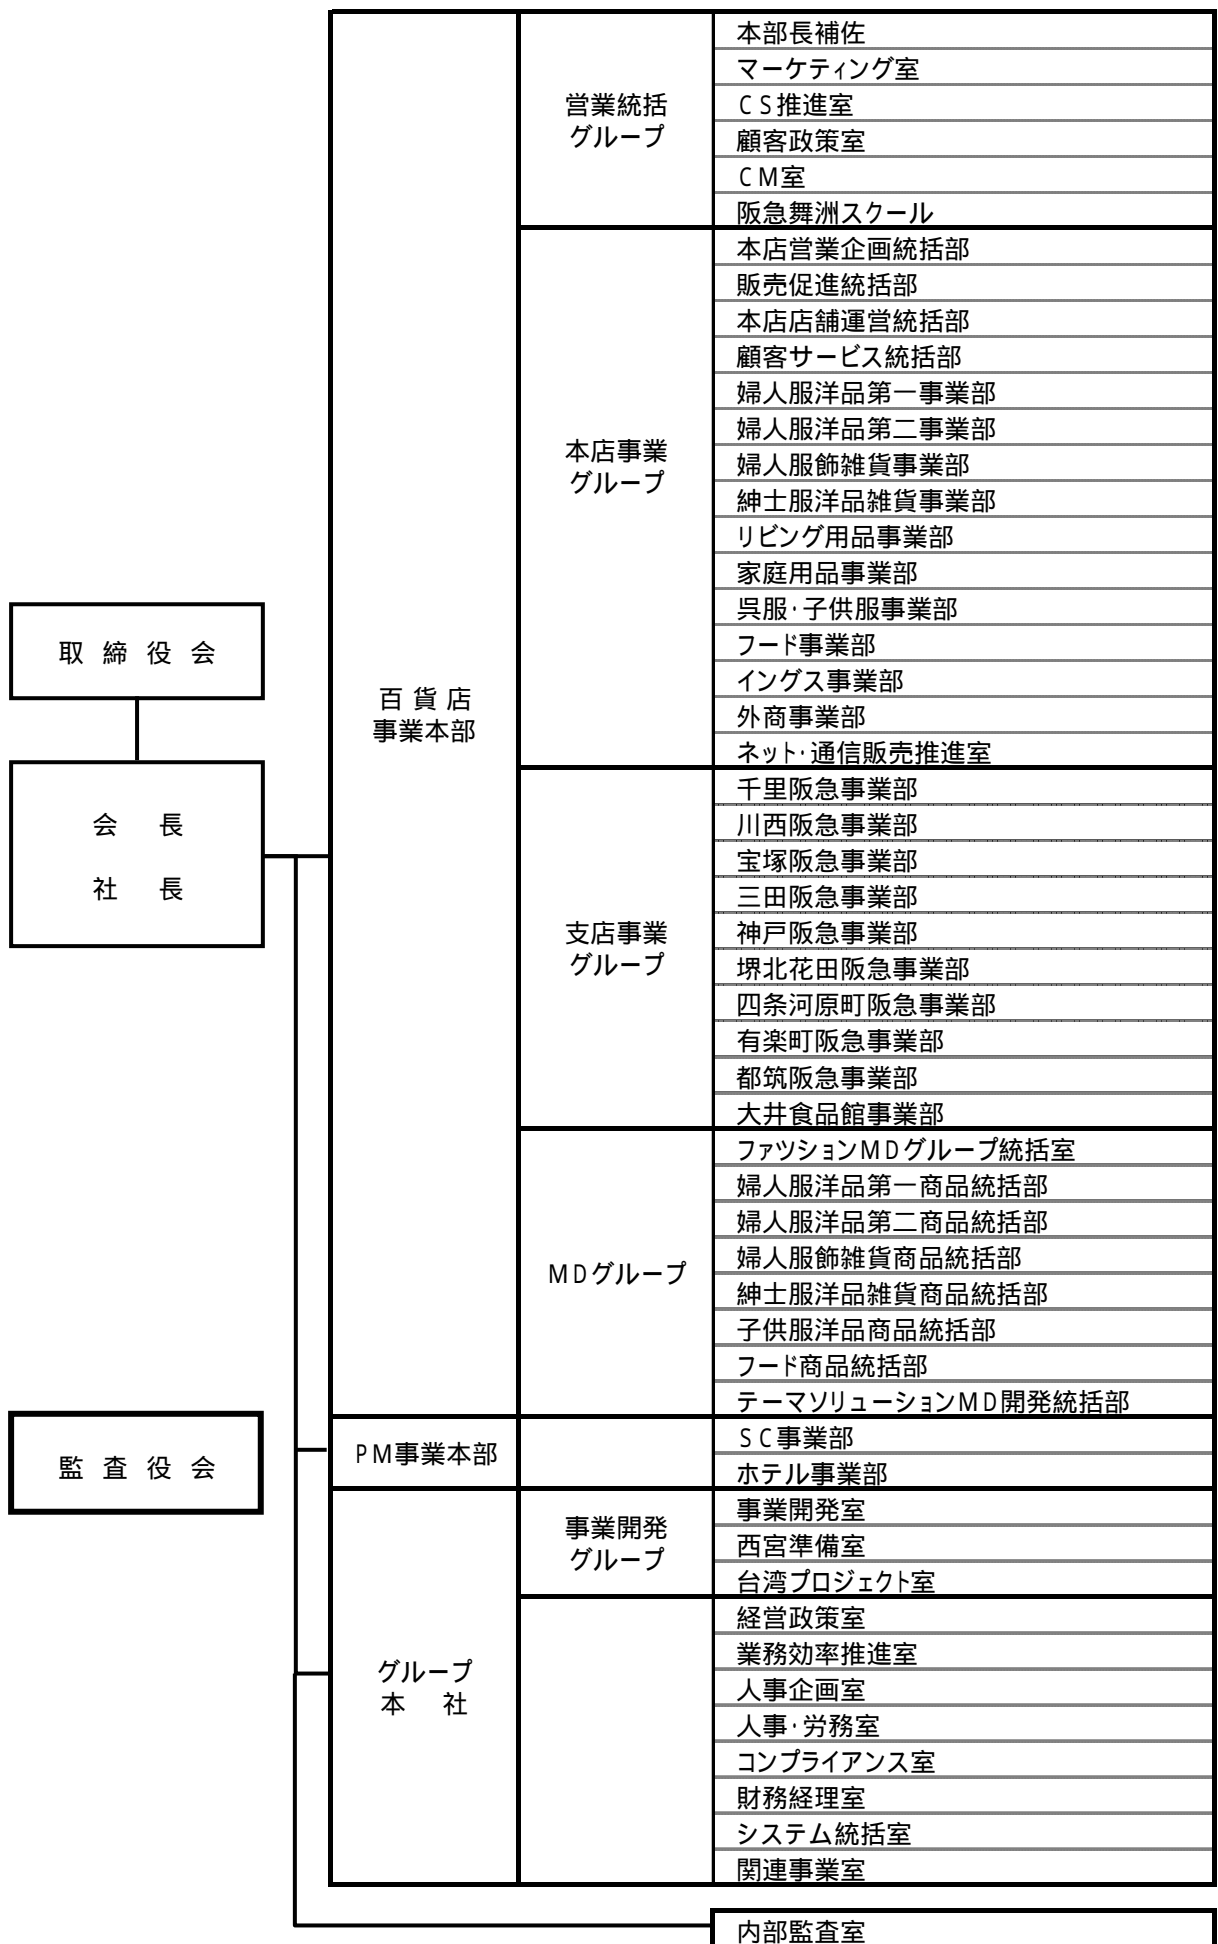 取締役会
会長
社長
監査役会
百貨店
事業本部
営業統括
グループ
本部長補佐
マーケティング室
CS推進室
顧客政策室
CM室
阪急舞洲スクール
本店事業
グループ
本店営業企画統括部
販売促進統括部
本店店舗運営統括部
顧客サービス統括部
婦人服洋品第一事業部
婦人服洋品第二事業部
婦人服飾雑貨事業部
紳士服洋品雑貨事業部
リビング用品事業部
家庭用品事業部
呉服・子供服事業部
フード事業部
イングス事業部
外商事業部
ネット・通信販売推進室
支店事業
グループ
千里阪急事業部
川西阪急事業部
宝塚阪急事業部
三田阪急事業部
神戸阪急事業部
堺北花田阪急事業部
四条河原町阪急事業部
有楽町阪急事業部
都筑阪急事業部
大井食品館事業部
MDグループ
ファツションMDグループ統括室
婦人服洋品第一商品統括部
婦人服洋品第二商品統括部
婦人服飾雑貨商品統括部
紳士服洋品雑貨商品統括部
子供服洋品商品統括部
フード商品統括部
テーマソリューションMD開発統括部
PM事業本部
SC事業部
ホテル事業部
グループ
本社
事業開発
グループ
事業開発室
西宮準備室
台湾プロジェクト室
経営政策室
業務効率推進室
人事企画室
人事・労務室
コンプライアンス室
財務経理室
システム統括室
関連事業室
内部監査室